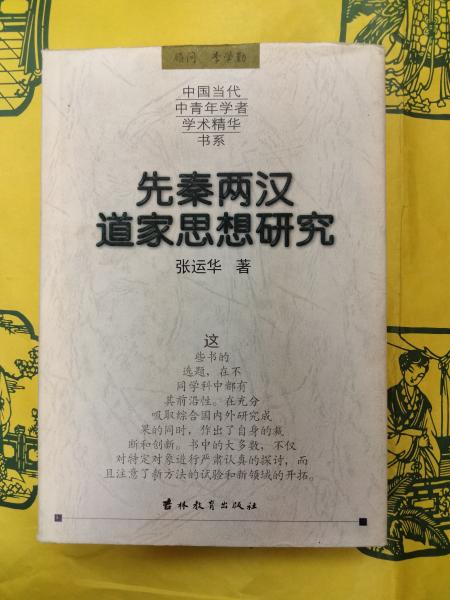 顾问 李学勤
中国当代
中青年学者
学术精华
书系
先秦两汉
道家思想研究
张运华 著
这
些书的
选题，在不
同学科中都有
其前沿性。在充分
吸取综合国内外研究成
果的同时，作出了自身的裁
断和创新。书中的大多数，不仅
对特定对象进行严肃认真的探讨，而
且注意了新方法的试验和新领域的开拓。
吉林教育出版社